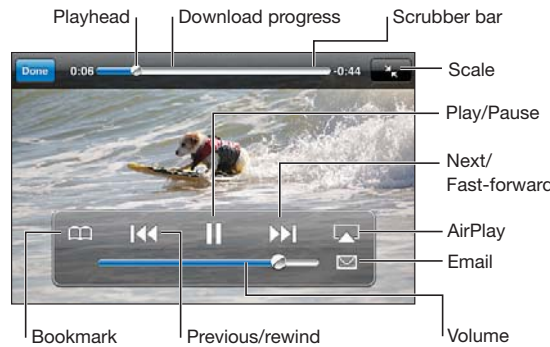 Playhead
Download progress
Scrubber bar
Done
0:06
-0:44
Scale
Play/Pause
Next/
Fast-forward
AirPlay
Email
Bookmark
Previous/rewind
Volume